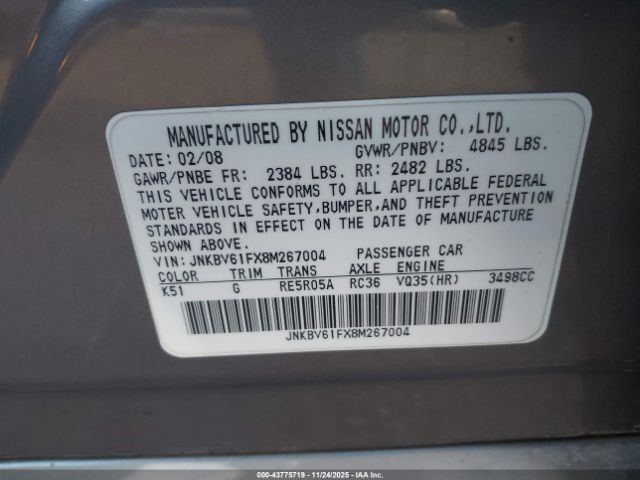 MANUFACTURED BY NISSAN MOTOR CO.,LTD.
DATE: 02/08 GVWR/PNBV: 4845 LBS.
GAWR/PNBE FR: 2384 LBS. RR: 2482 LBS.
THIS VEHICLE CONFORMS TO ALL APPLICABLE FEDERAL
MOTOR VEHICLE SAFETY,BUMPER,AND THEFT PREVENTION
STANDARDS IN EFFECT ON THE DATE OF MANUFACTURE
SHOWN ABOVE.
VIN: JNKBV61FX8M267004 PASSENGER CAR
COLOR TRIM TRANS AXLE ENGINE
K51 G RE5R05A RC36 VQ35(HR) 3498CC
JNKBV61FX8M267004
00-43775719 | 11/24/2025 - IAA